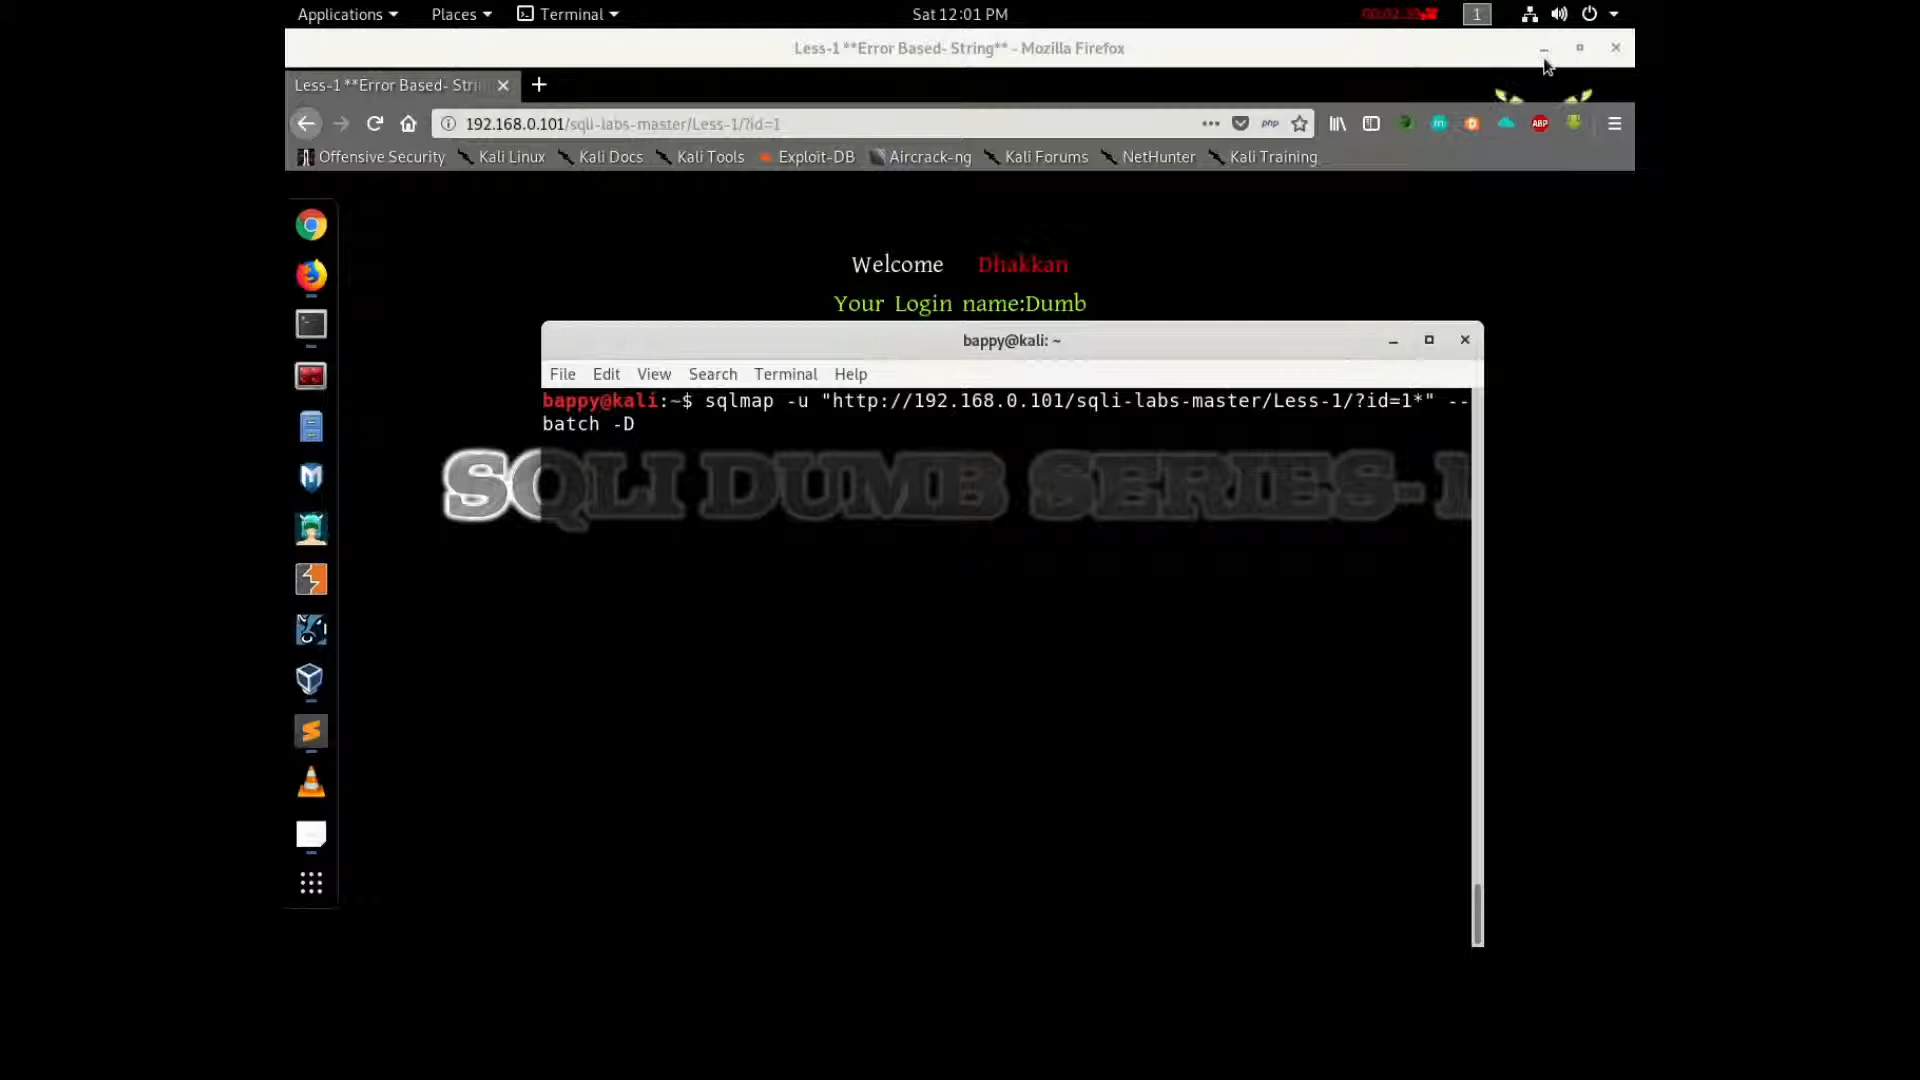 Applications Places Terminal Sat 12:01 PM 1
Less-1 **Error Based- String** - Mozilla Firefox
Less-1 **Error Based- Stri
192.168.0.101/sqli-labs-master/Less-1/?id=1 php ABP
Offensive Security Kali Linux Kali Docs Kali Tools Exploit-DB Aircrack-ng Kali Forums NetHunter Kali Training
Welcome Dhakkan
Your Login name:Dumb
bappy@kali: ~
File Edit View Search Terminal Help
bappy@kali:~$ sqlmap -u "http://192.168.0.101/sqli-labs-master/Less-1/?id=1*" --
batch -D
SQLI DUMB SERIES-1